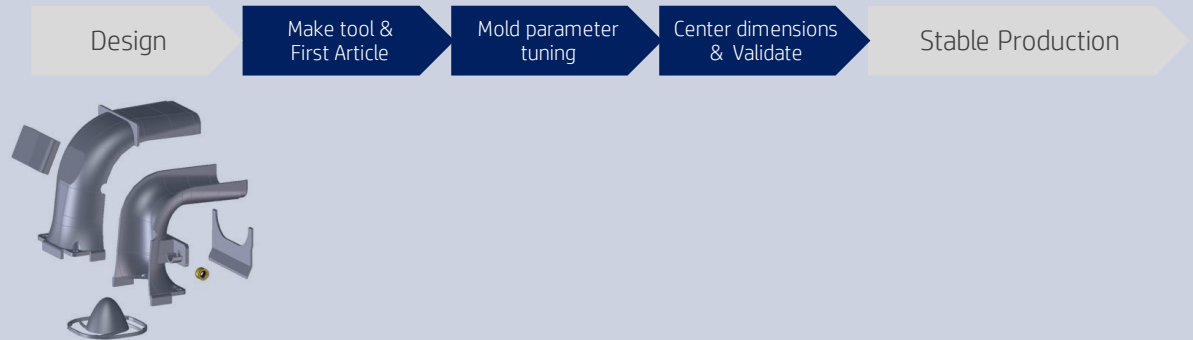 Design
Make tool &
First Article
Mold parameter
tuning
Center dimensions
& Validate
Stable Production